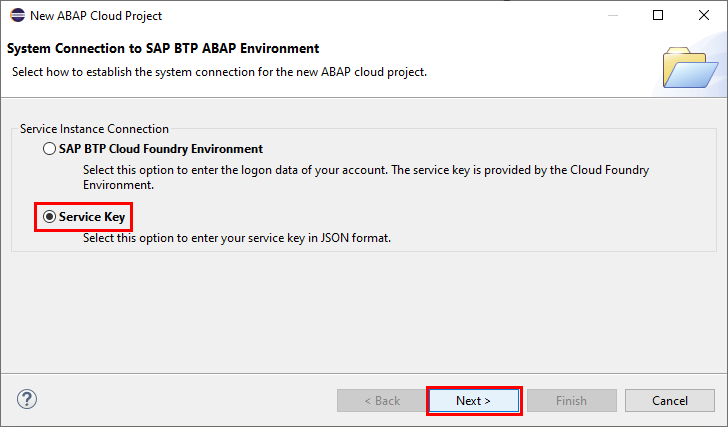 New ABAP Cloud Project
System Connection to SAP BTP ABAP Environment
Select how to establish the system connection for the new ABAP cloud project.
Service Instance Connection
SAP BTP Cloud Foundry Environment
Select this option to enter the logon data of your account. The service key is provided by the Cloud Foundry
Environment.
Service Key
Select this option to enter your service key in JSON format.
?
< Back
Next >
Finish
Cancel